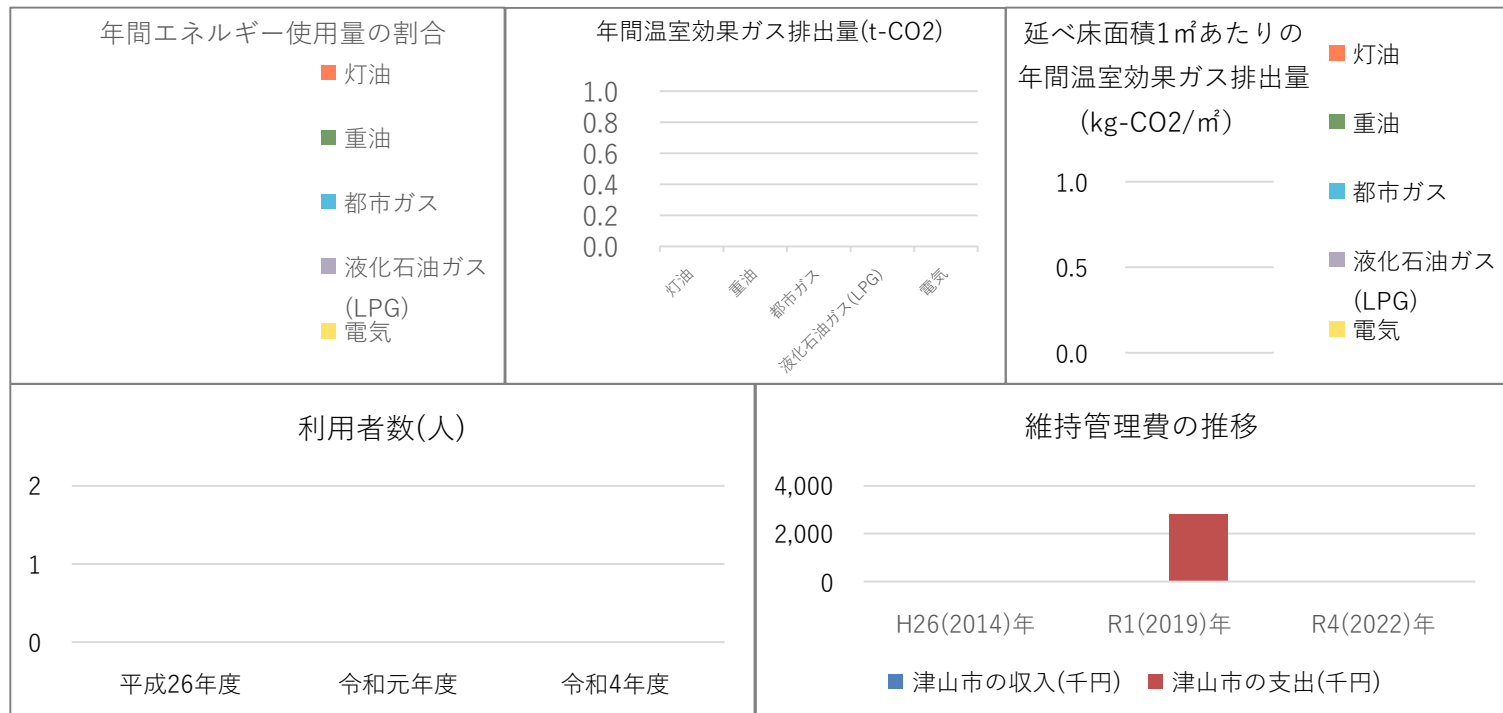 年間エネルギー使用量の割合
灯油
重油
都市ガス
液化石油ガス
(LPG)
電気
年間温室効果ガス排出量(t-CO2)
1.0
0.8
0.6
0.4
0.2
0.0
灯油
重油
都市ガス
液化石油ガス(LPG)
電気
延べ床面積1㎡あたりの
年間温室効果ガス排出量
(kg-CO2/㎡)
1.0
0.5
0.0
灯油
重油
都市ガス
液化石油ガス
(LPG)
電気
利用者数(人)
2
1
0
平成26年度
令和元年度
令和4年度
維持管理費の推移
4,000
2,000
0
H26(2014)年
R1(2019)年
R4(2022)年
津山市の収入(千円)
津山市の支出(千円)